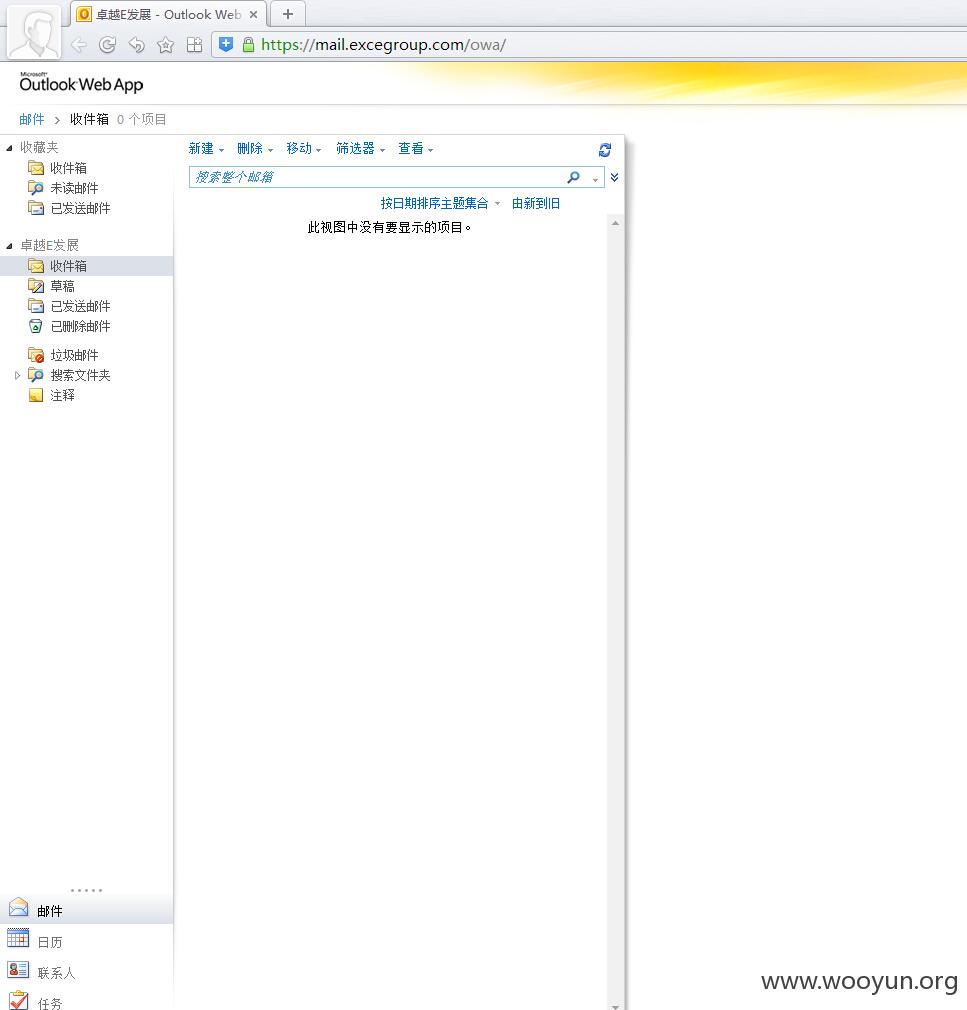 卓越E发展 - Outlook Web
https://mail.excegroup.com/owa/
Microsoft®
Outlook Web App
邮件 > 收件箱 0 个项目
收藏夹
收件箱
未读邮件
已发送邮件
卓越E发展
收件箱
草稿
已发送邮件
已删除邮件
垃圾邮件
搜索文件夹
注释
新建 删除 移动 筛选器 查看
搜索整个邮箱
按日期排序主题集合 由新到旧
此视图中没有要显示的项目。
邮件
日历
联系人
任务
www.wooyun.org